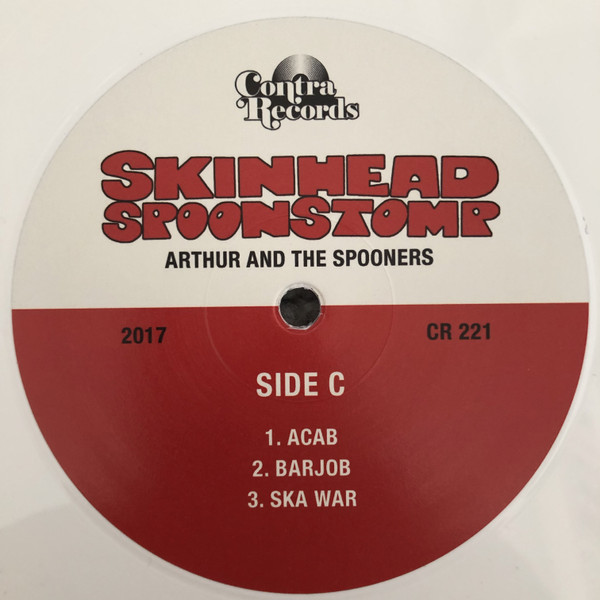 Contra
Records
SKINHEAD
SPOONSTOMP
ARTHUR AND THE SPOONERS
2017 CR 221
SIDE C
1. ACAB
2. BARJOB
3. SKA WAR